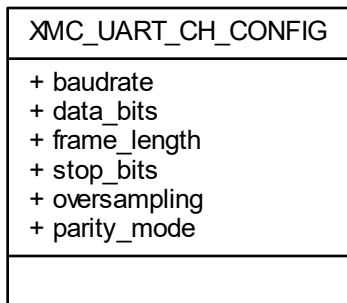 XMC_UART_CH_CONFIG
+ baudrate
+ data_bits
+ frame_length
+ stop_bits
+ oversampling
+ parity_mode